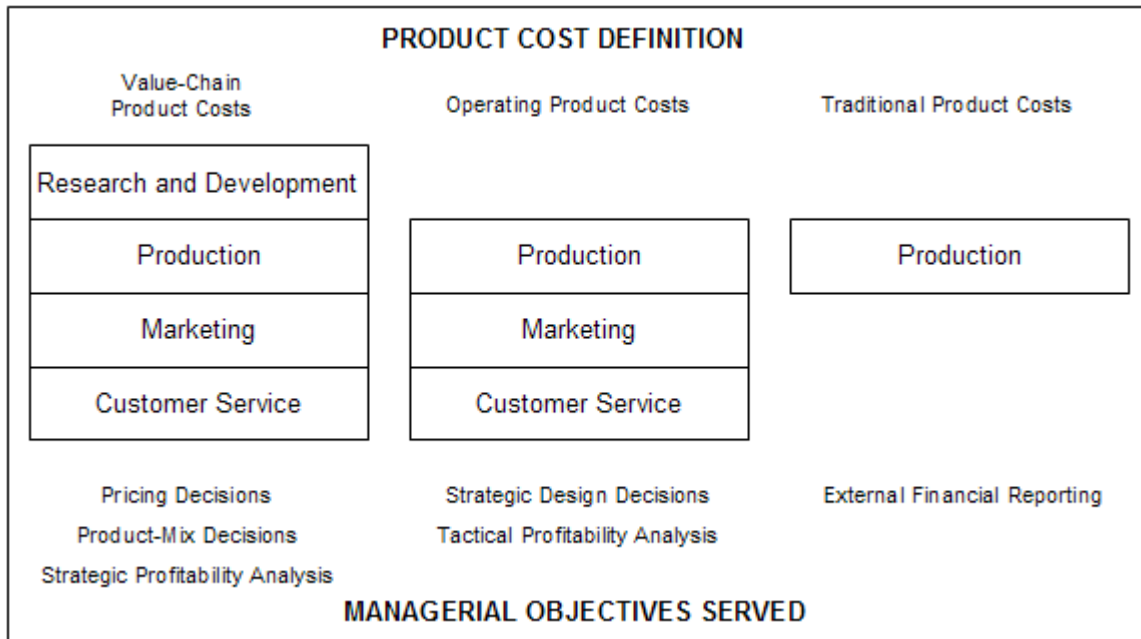 PRODUCT COST DEFINITION
Value-Chain
Product Costs
Operating Product Costs
Traditional Product Costs
Research and Development
Production
Production
Production
Marketing
Marketing
Customer Service
Customer Service
Pricing Decisions
Strategic Design Decisions
External Financial Reporting
Product-Mix Decisions
Tactical Profitability Analysis
Strategic Profitability Analysis
MANAGERIAL OBJECTIVES SERVED